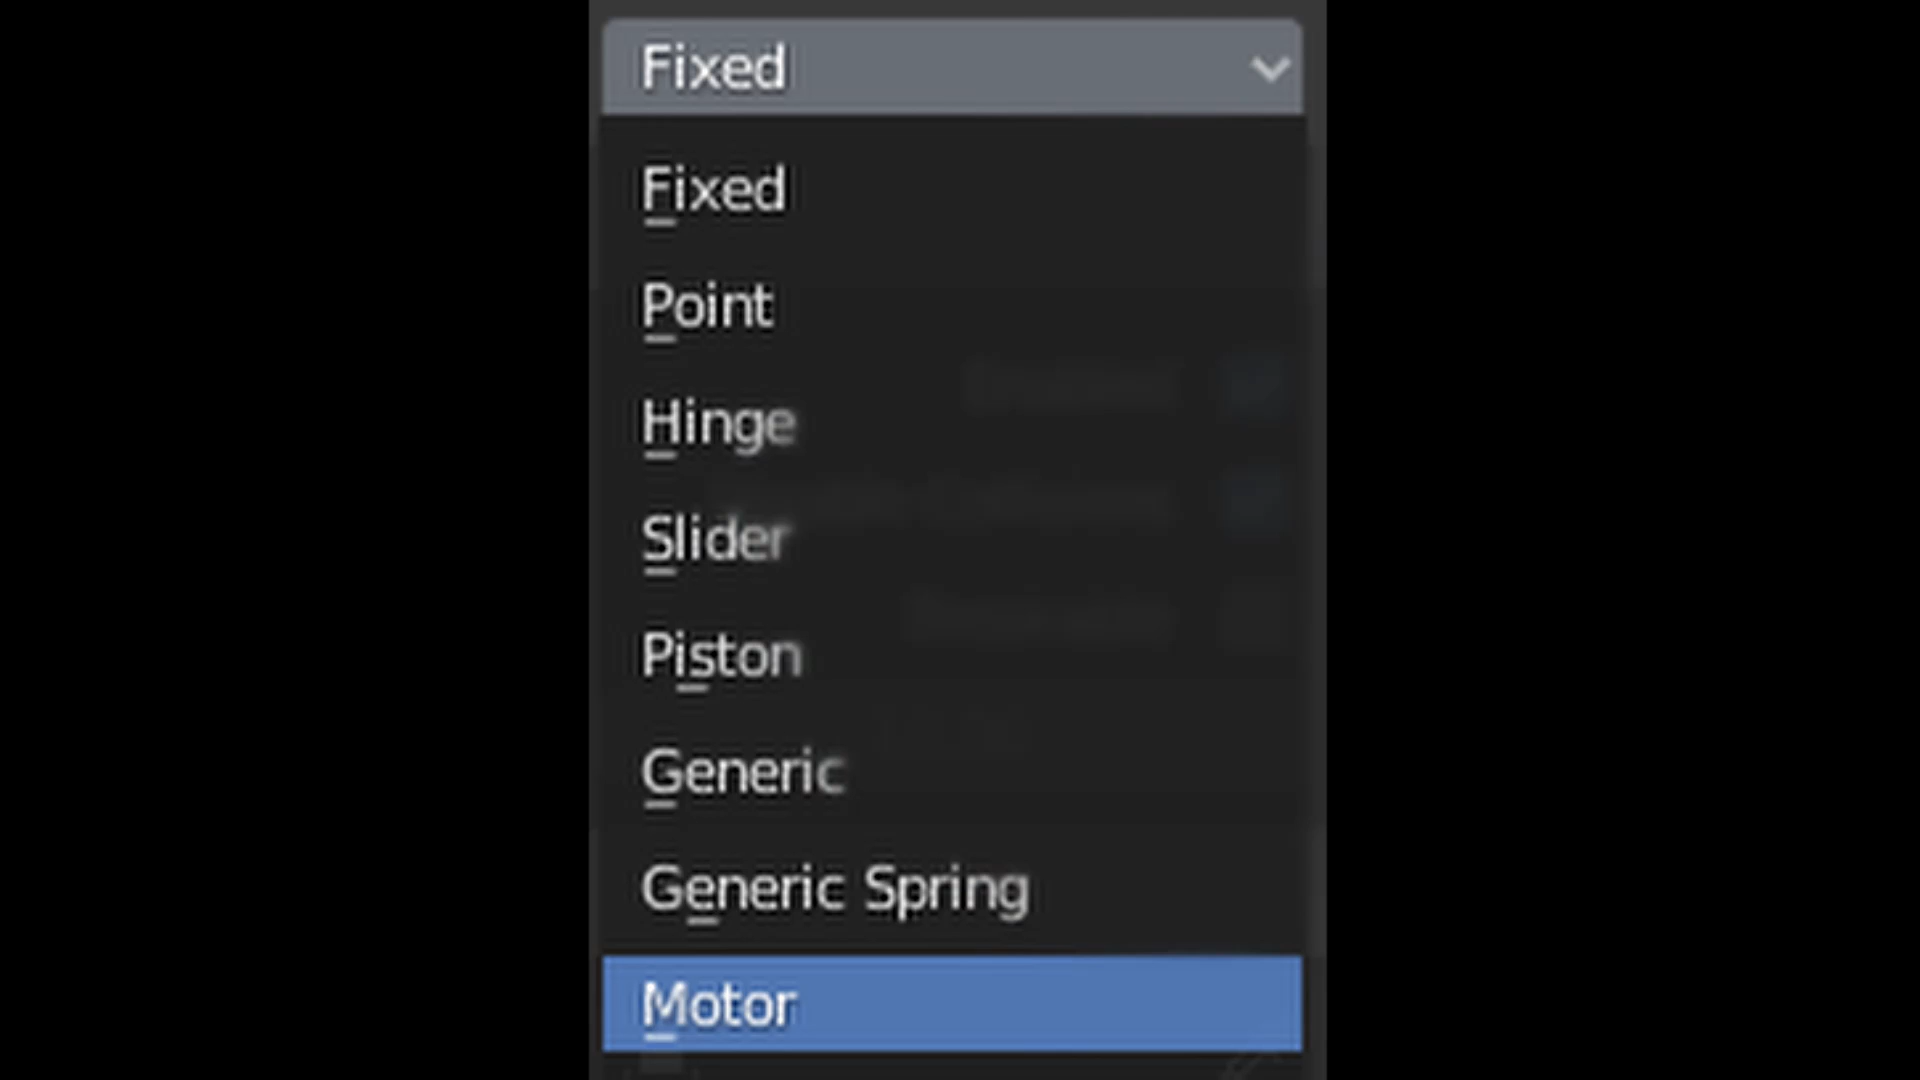 Fixed
Fixed
Point
Hinge
Slider
Piston
Generic
Generic Spring
Motor